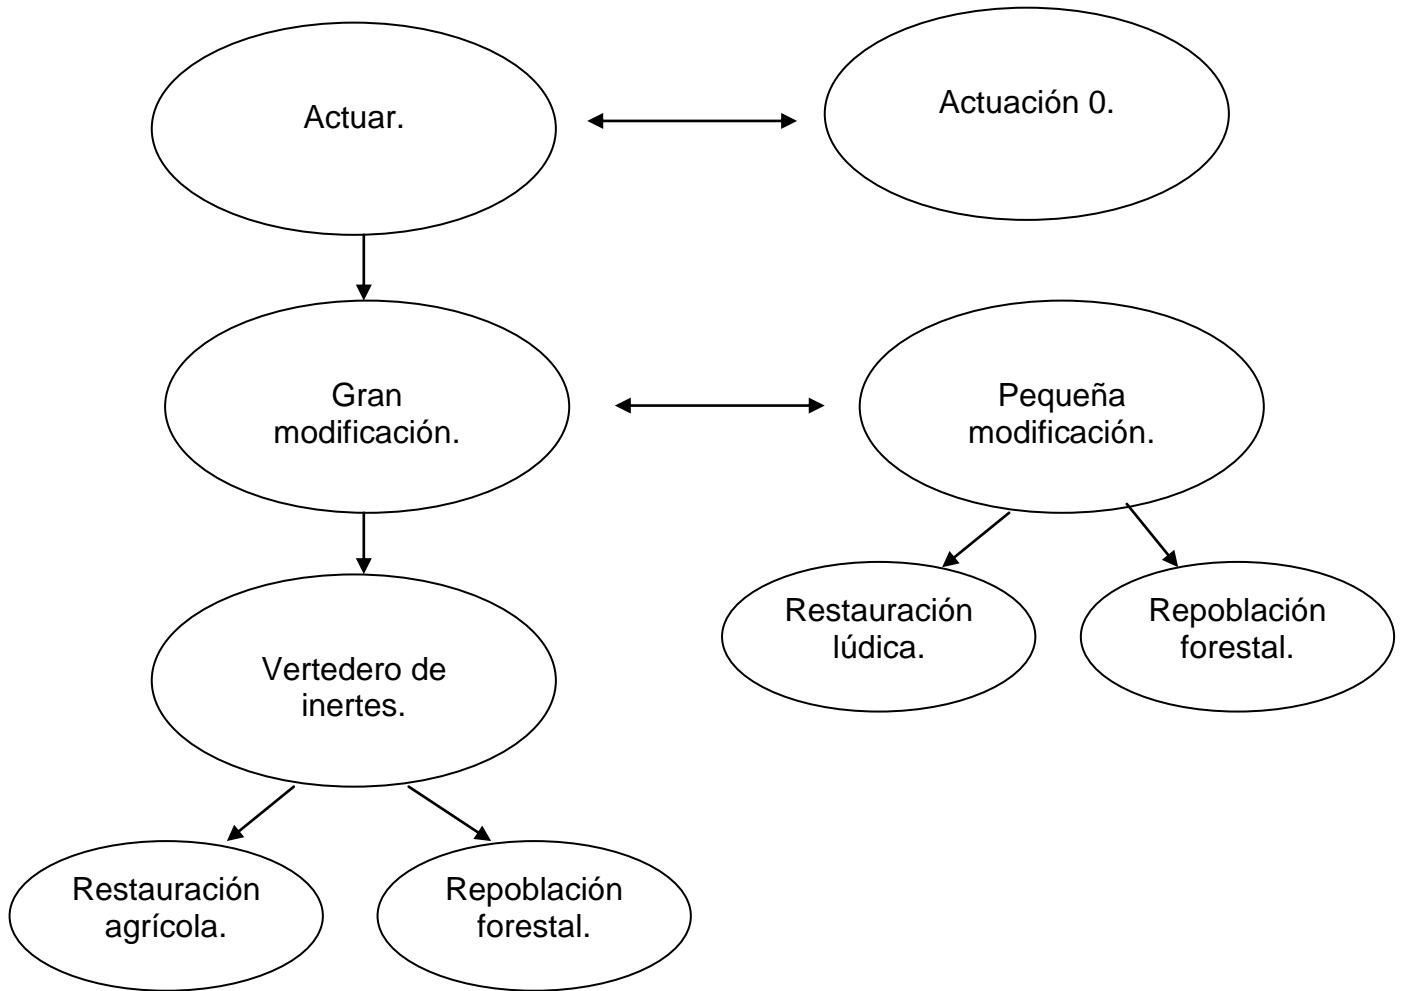 Actuar.
Actuación 0.
Gran
modificación.
Pequeña
modificación.
Restauración
lúdica.
Repoblación
forestal.
Vertedero de
inertes.
Restauración
agrícola.
Repoblación
forestal.